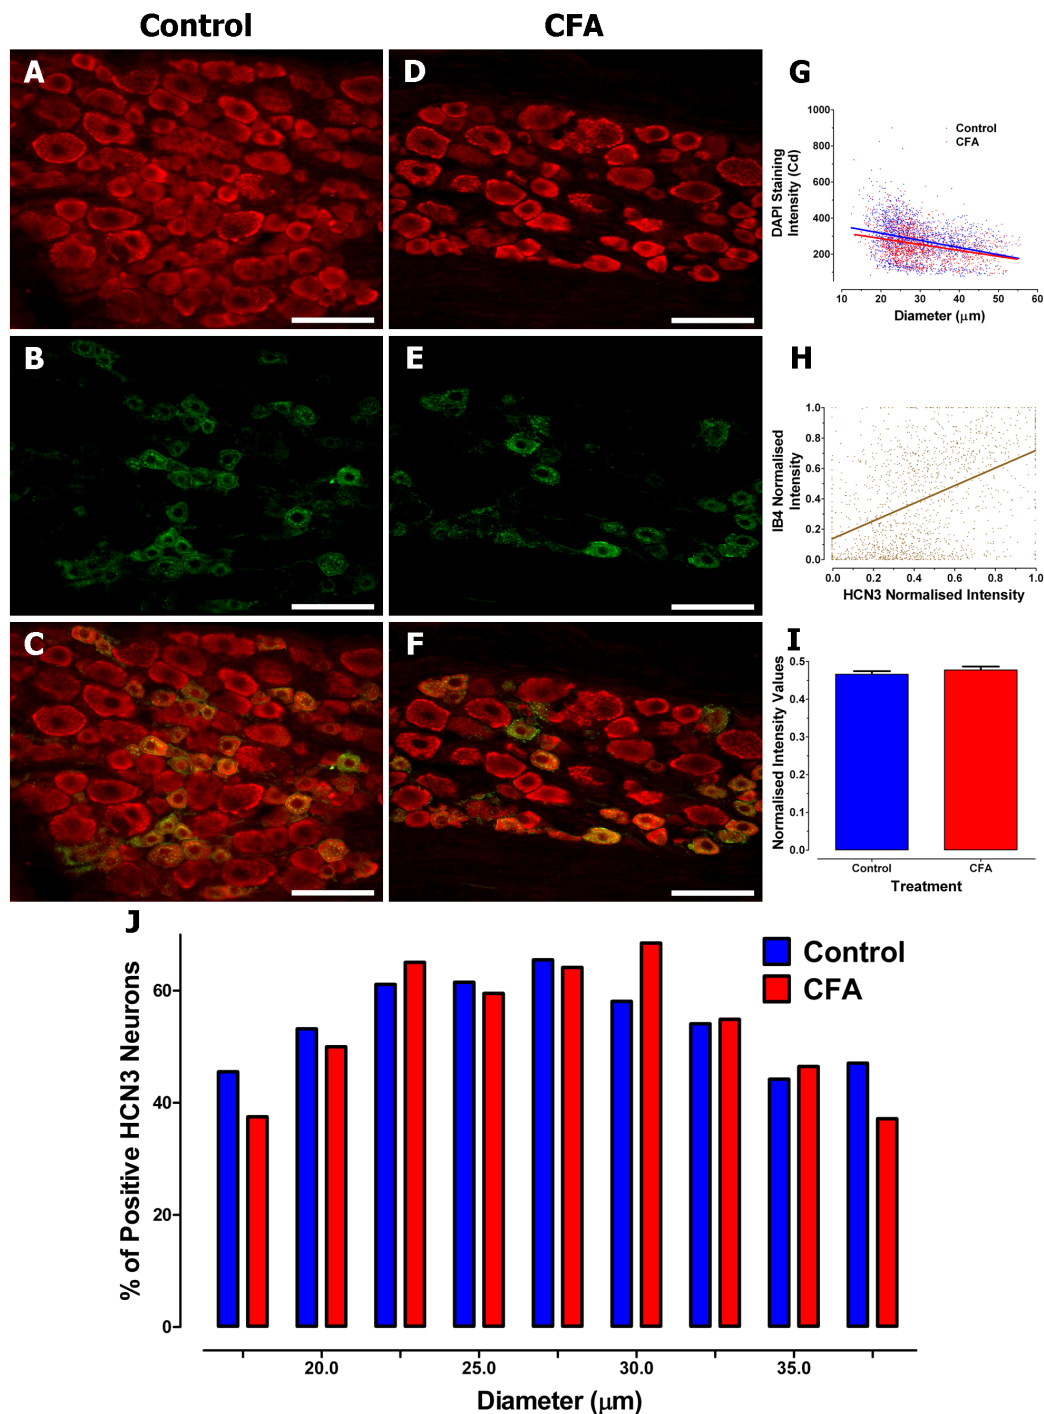 Control
CFA
A
D
G
1000
800
600
400
200
DAPI Staining
Intensity (Cd)
Control
CFA
10
20
30
40
50
60
Diameter (μm)
B
E
H
1.0
0.8
0.6
0.4
0.2
0.0
IB4 Normalised
Intensity
0.0
0.2
0.4
0.6
0.8
1.0
HCN3 Normalised Intensity
C
F
I
0.5
0.4
0.3
0.2
0.1
0.0
Normalised Intensity Values
Control
CFA
Treatment
J
60
40
20
0
% of Positive HCN3 Neurons
Control
CFA
20.0
25.0
30.0
35.0
Diameter (μm)